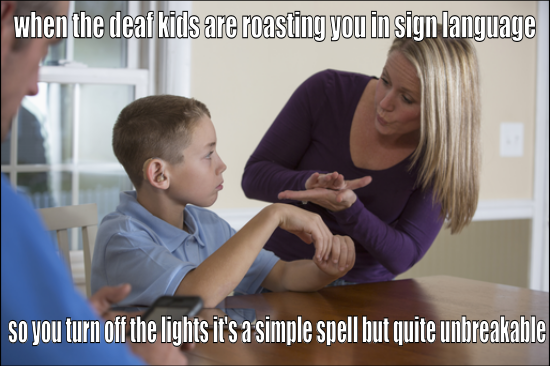 when the deaf kids are roasting you in sign language
so you turn off the lights it's a simple spell but quite unbreakable